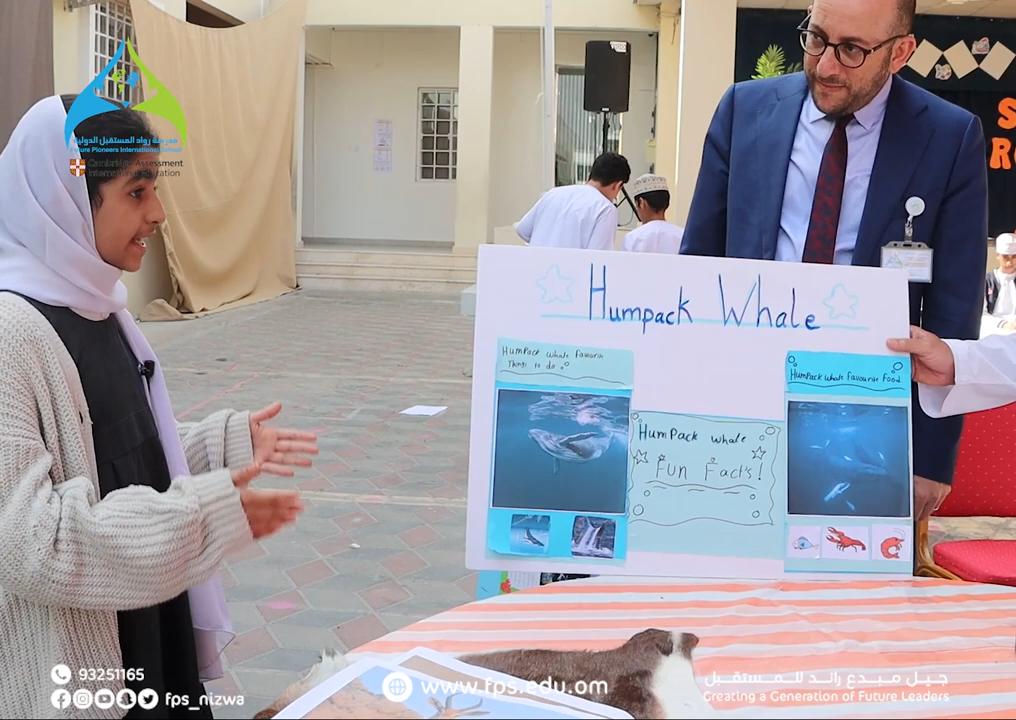 مدرسة رواد المستقبل الدولية
Future Pioneers International School
Cambridge Assessment
International Education
S
R
Humpack Whale
HumPack whale favourite
Things to do
HumPack whale
Fun Facts!
HumPack whale favourite food
93251165
fps_nizwa
www.fps.edu.om
جيل مبدع رائد للمستقبل
Creating a Generation of Future Leaders